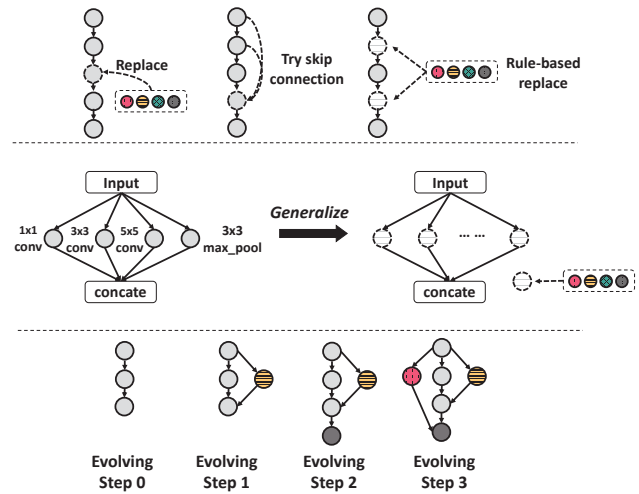 Replace
Try skip
connection
Rule-based
replace
Input
1x1
conv
3x3
conv
5x5
conv
3x3
max_pool
concate
Generalize
Input
... ...
concate
Evolving
Step 0
Evolving
Step 1
Evolving
Step 2
Evolving
Step 3